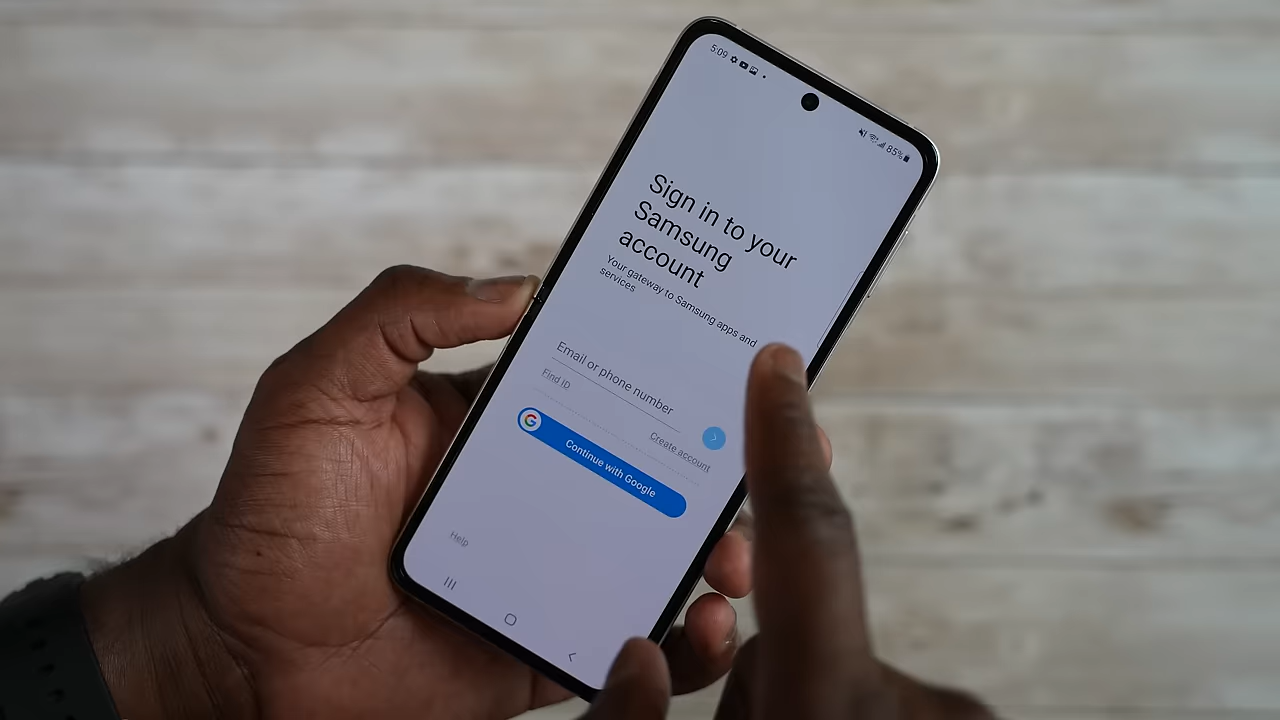 5:09
85%
Sign in to your
Samsung
account
Your gateway to Samsung apps and
services
Email or phone number
Find ID
Create account
G
Continue with Google
Help